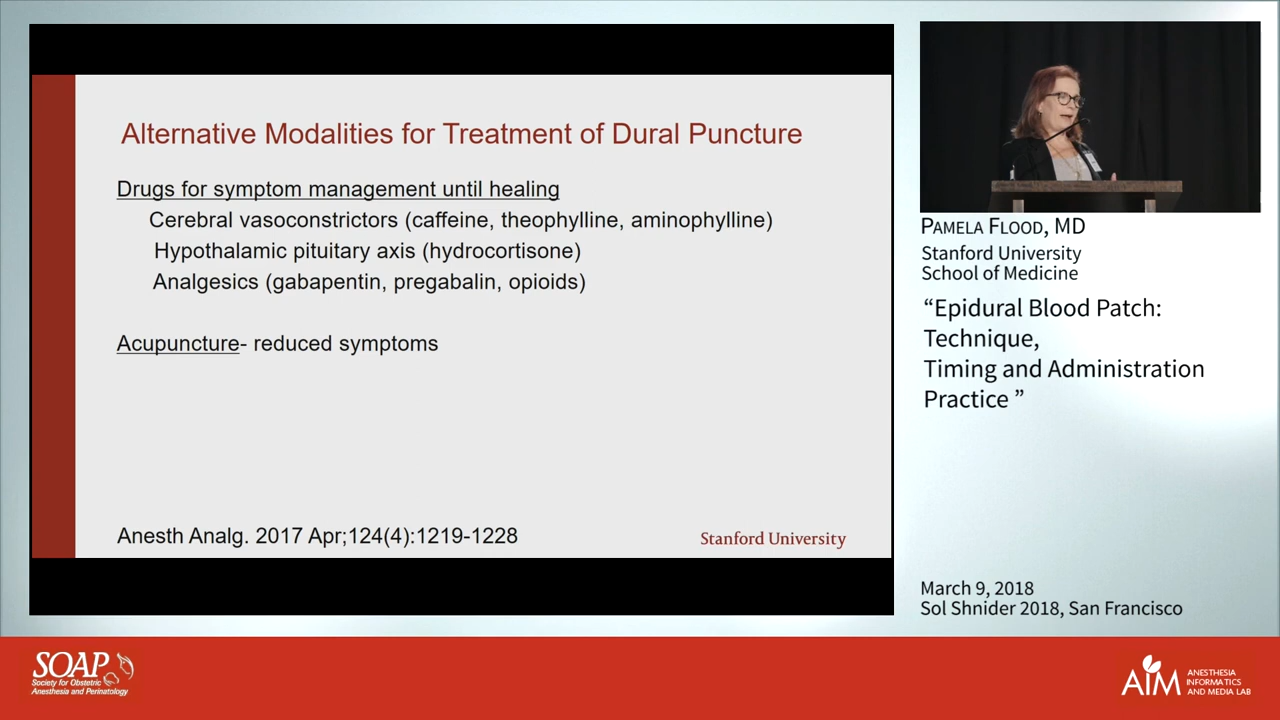 Alternative Modalities for Treatment of Dural Puncture
Drugs for symptom management until healing
Cerebral vasoconstrictors (caffeine, theophylline, aminophylline)
Hypothalamic pituitary axis (hydrocortisone)
Analgesics (gabapentin, pregabalin, opioids)
Acupuncture- reduced symptoms
Anesth Analg. 2017 Apr;124(4):1219-1228
Stanford University
PAMELA FLOOD, MD
Stanford University
School of Medicine
“Epidural Blood Patch:
Technique,
Timing and Administration
Practice ”
March 9, 2018
Sol Shnider 2018, San Francisco
SOAP
Society for Obstetric
Anesthesia and Perinatology
AIM
ANESTHESIA
INFORMATICS
AND MEDIA LAB